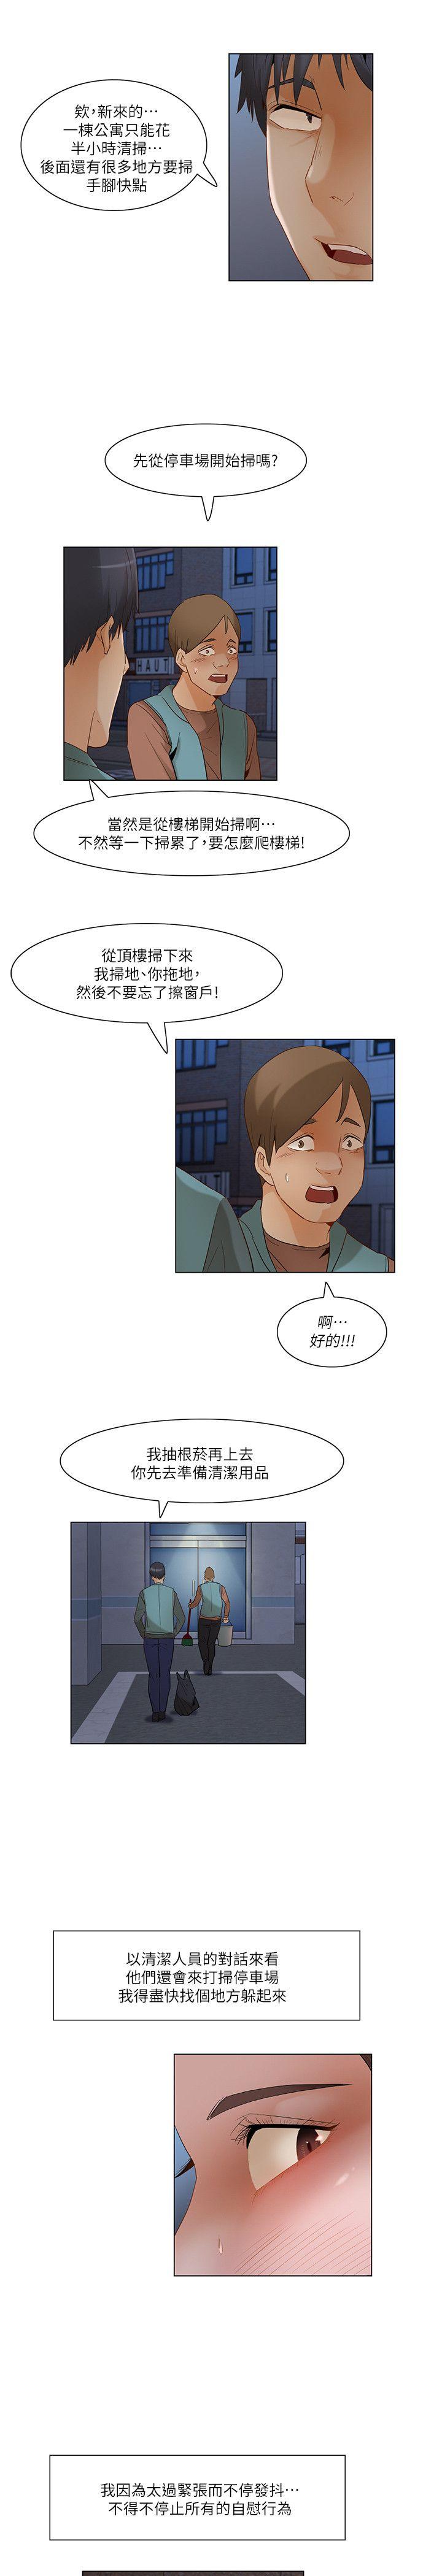 欸，新來的…
一棟公寓只能花
半小時清掃…
後面還有很多地方要掃
手腳快點
先從停車場開始掃嗎?
HAUT
當然是從樓梯開始掃啊…
不然等一下掃累了，要怎麼爬樓梯!
從頂樓掃下來
我掃地、你拖地，
然後不要忘了擦窗戶!
啊…
好的!!!
我抽根菸再上去
你先去準備清潔用品
以清潔人員的對話來看
他們還會來打掃停車場
我得盡快找個地方躲起來
我因為太過緊張而不停發抖…
不得不停止所有的自慰行為